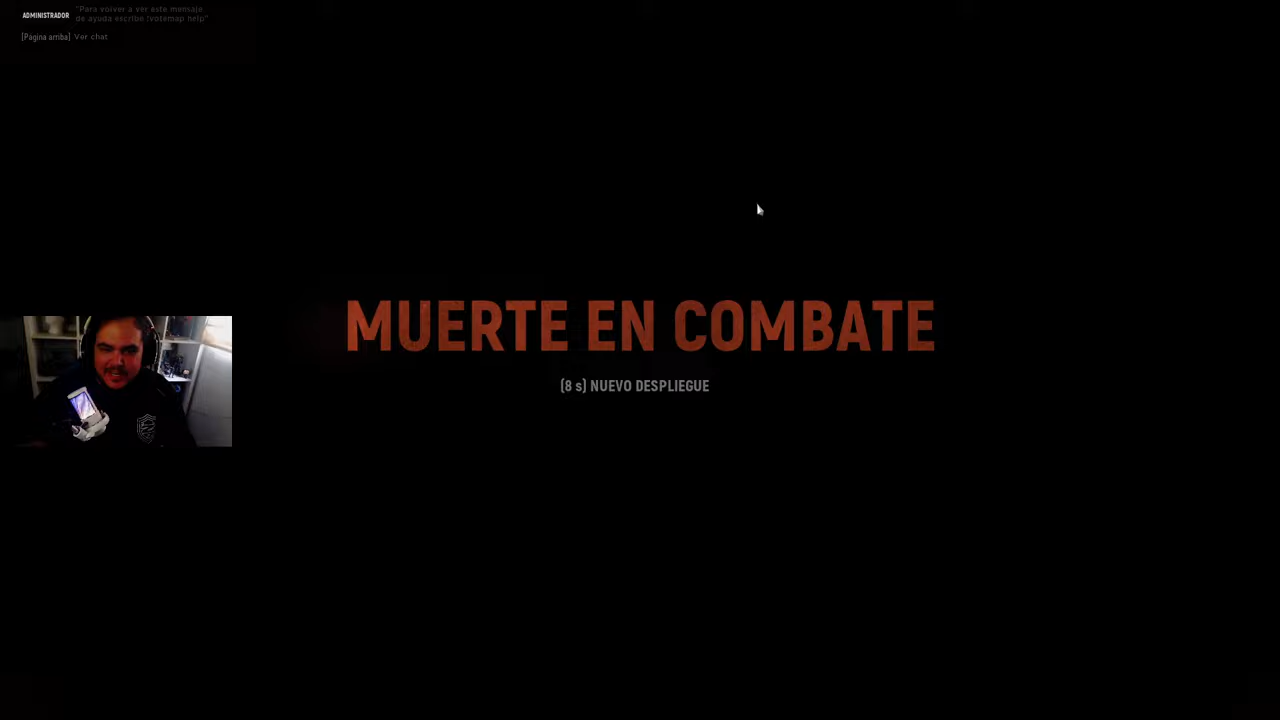 ADMINISTRADOR
"Para volver a ver este mensaje
de ayuda escribe 'votemap help"
[Página arriba] Ver chat
MUERTE EN COMBATE
(8 s) NUEVO DESPLIEGUE